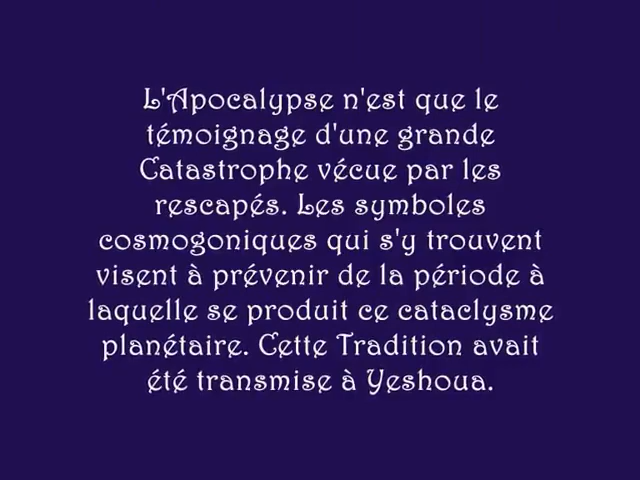 L'Apocalypse n'est que le
témoignage d'une grande
Catastrophe vécue par les
rescapés. Les symboles
cosmogoniques qui s'y trouvent
visent à prévenir de la période à
laquelle se produit ce cataclysme
planétaire. Cette Tradition avait
été transmise à Yeshoua.